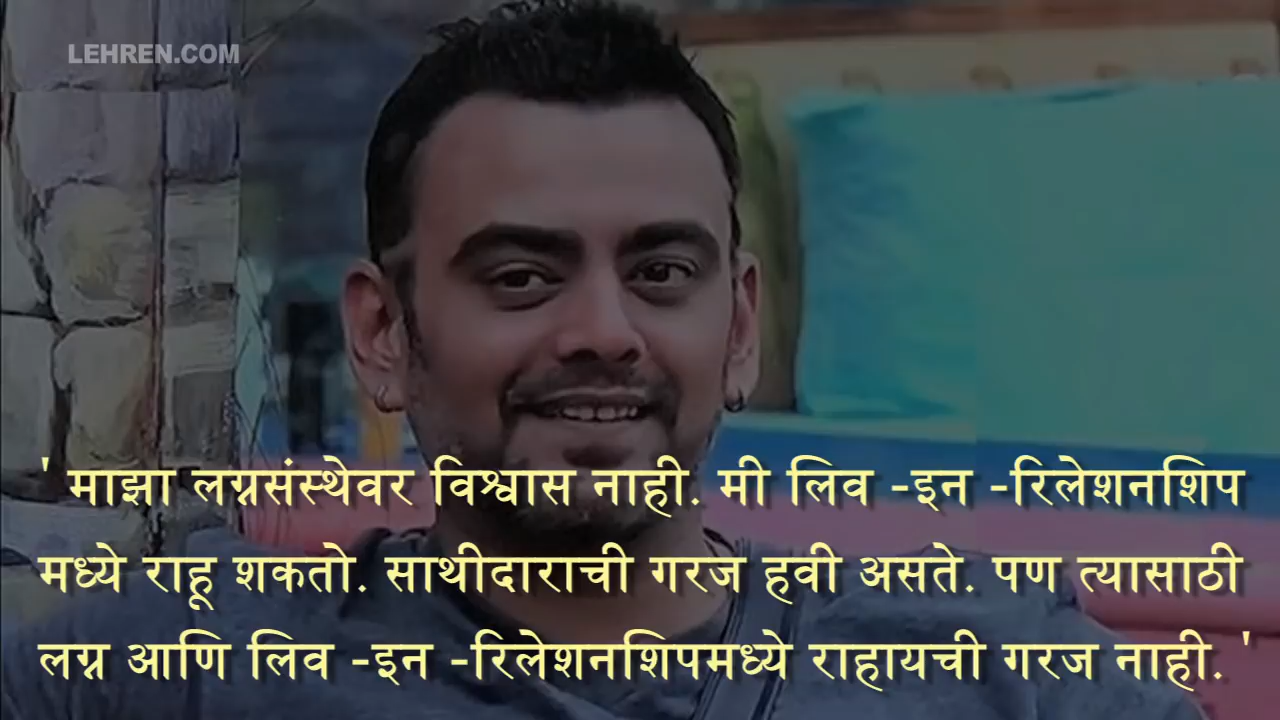 LEHREN.COM
' माझा लग्नसंस्थेवर विश्वास नाही. मी लिव -इन -रिलेशनशिप
मध्ये राहू शकतो. साथीदाराची गरज हवी असते. पण त्यासाठी
लग्न आणि लिव -इन -रिलेशनशिपमध्ये राहायची गरज नाही. '